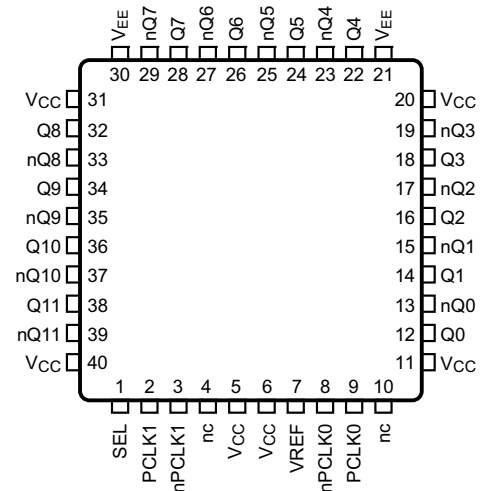 VEE nQ7 Q7 nQ6 Q6 nQ5 Q5 nQ4 Q4 VEE
30 29 28 27 26 25 24 23 22 21
VCC 31 20 VCC
Q8 32 19 nQ3
nQ8 33 18 Q3
Q9 34 17 nQ2
nQ9 35 16 Q2
Q10 36 15 nQ1
nQ10 37 14 Q1
Q11 38 13 nQ0
nQ11 39 12 Q0
VCC 40 11 VCC
1 2 3 4 5 6 7 8 9 10
SEL PCLK1 nPCLK1 nc VCC VCC VREF nPCLK0 PCLK0 nc